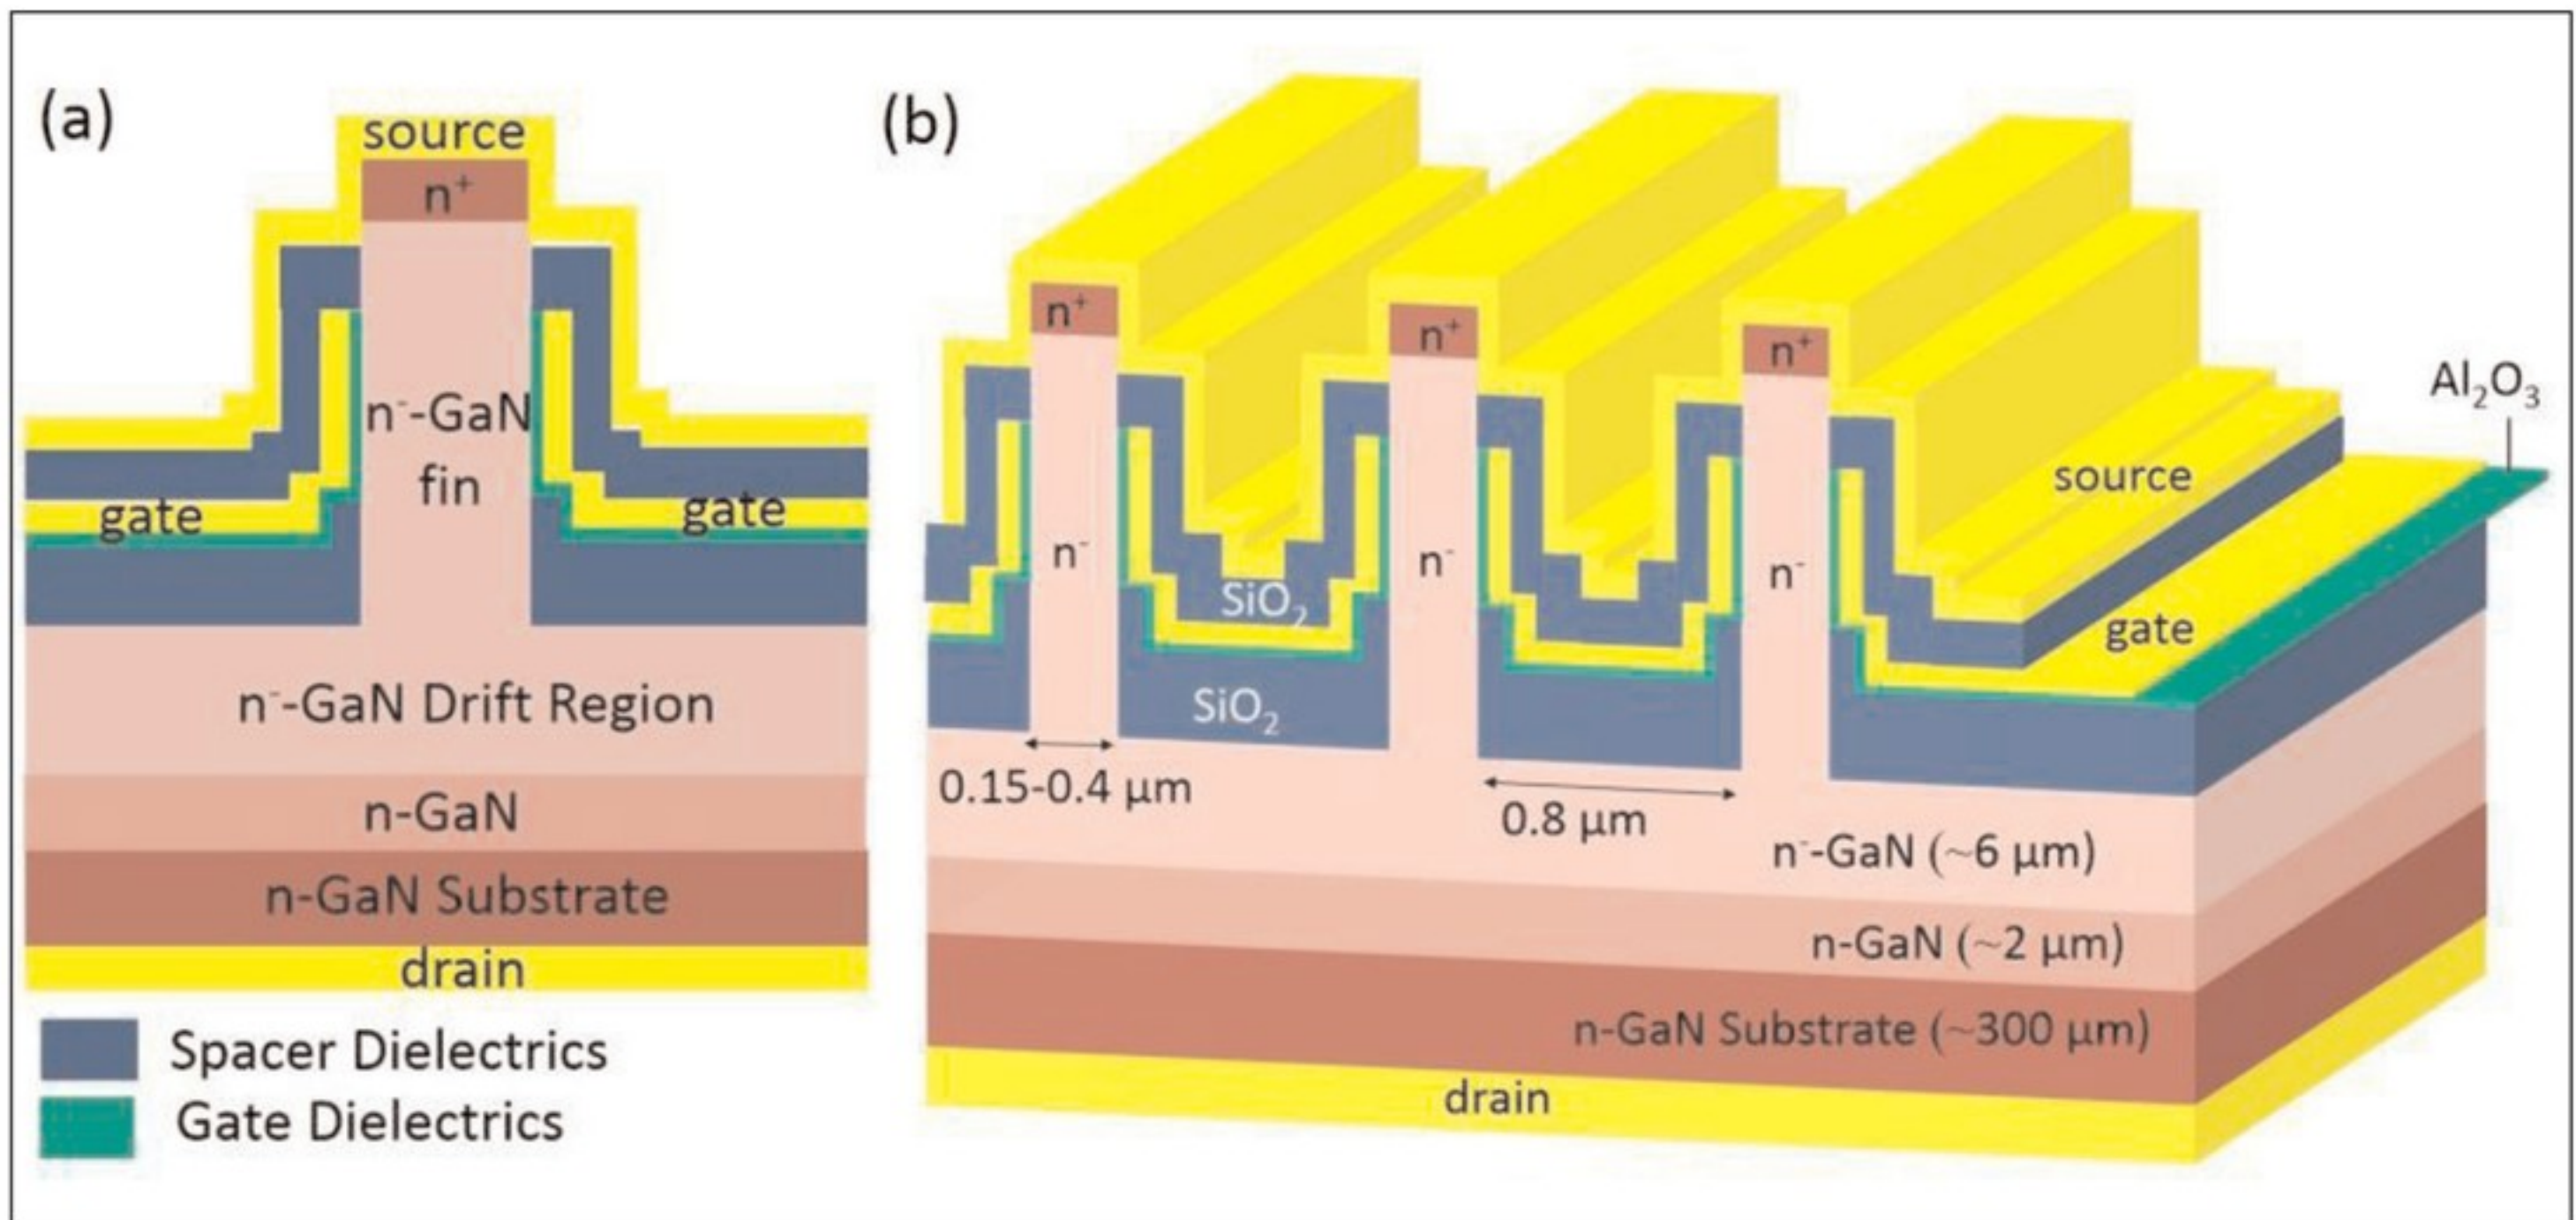 (a)
source
n⁺
n⁻-GaN
fin
gate
gate
n⁻-GaN Drift Region
n-GaN
n-GaN Substrate
drain
Spacer Dielectrics
Gate Dielectrics
(b)
n⁺
n⁺
n⁺
Al₂O₃
source
n⁻
n⁻
n⁻
SiO₂
gate
SiO₂
0.15-0.4 μm
0.8 μm
n⁻-GaN (~6 μm)
n-GaN (~2 μm)
n-GaN Substrate (~300 μm)
drain